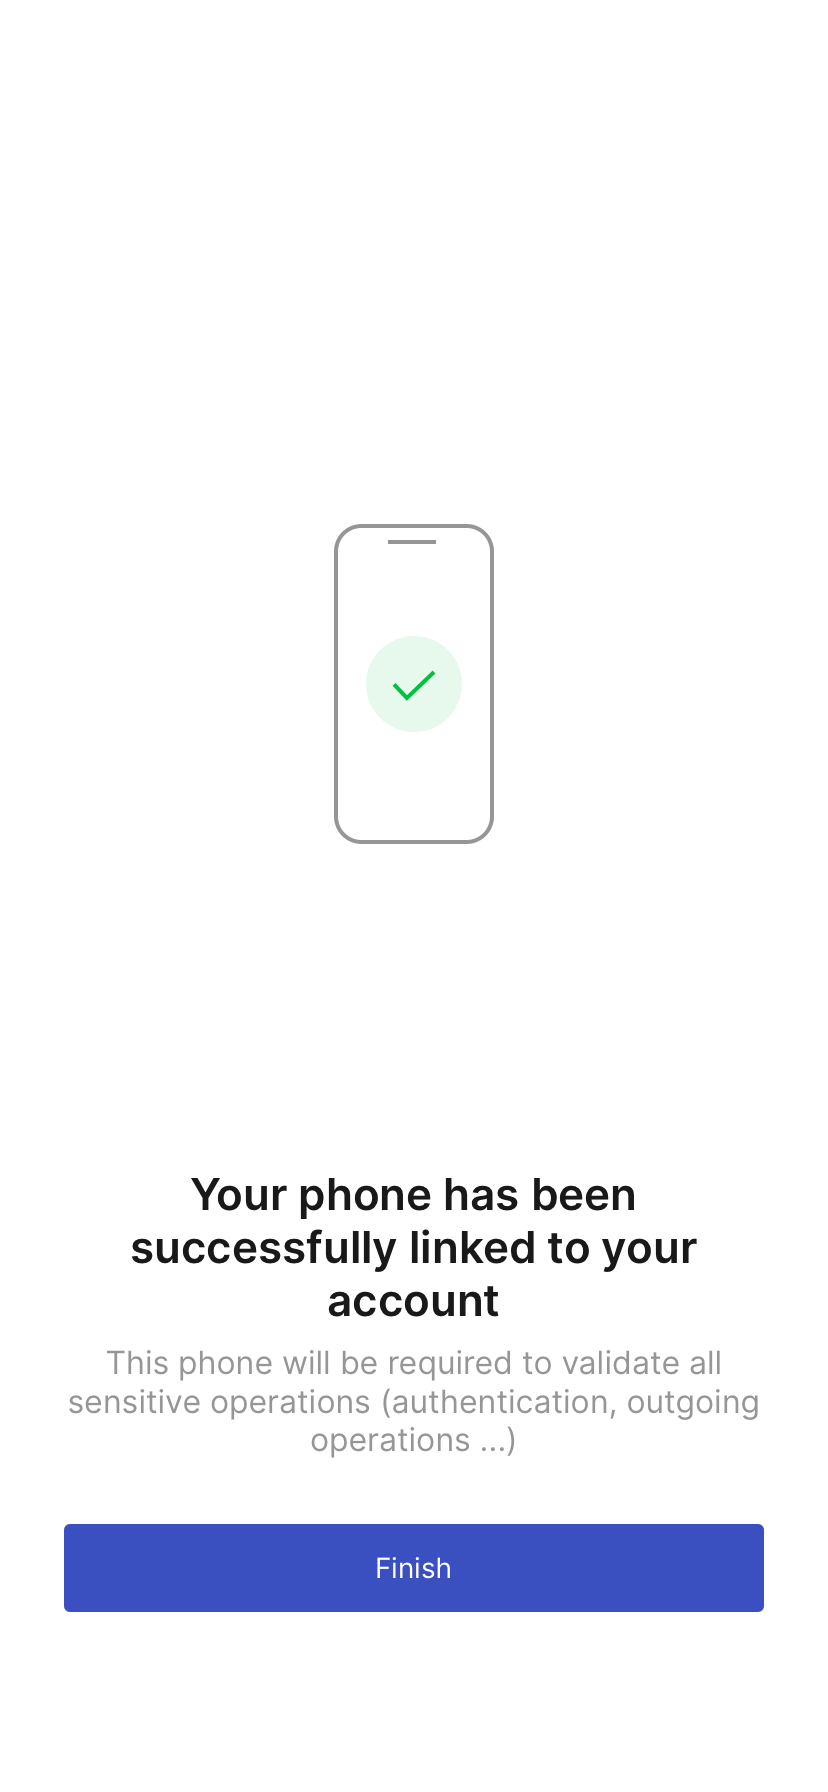 Your phone has been
successfully linked to your
account
This phone will be required to validate all
sensitive operations (authentication, outgoing
operations ...)
Finish